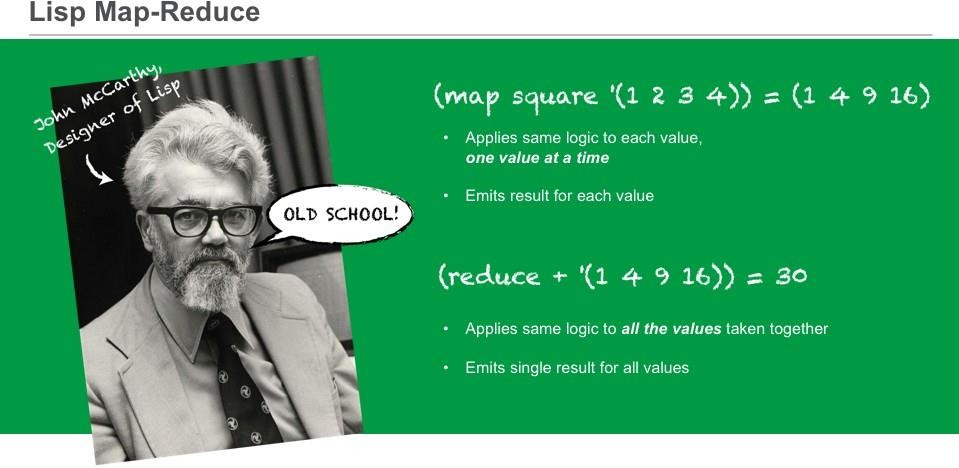 Lisp Map-Reduce
John McCarthy,
Designer of Lisp
OLD SCHOOL!
(map square '(1 2 3 4)) = (1 4 9 16)
• Applies same logic to each value,
one value at a time
• Emits result for each value
(reduce + '(1 4 9 16)) = 30
• Applies same logic to all the values taken together
• Emits single result for all values